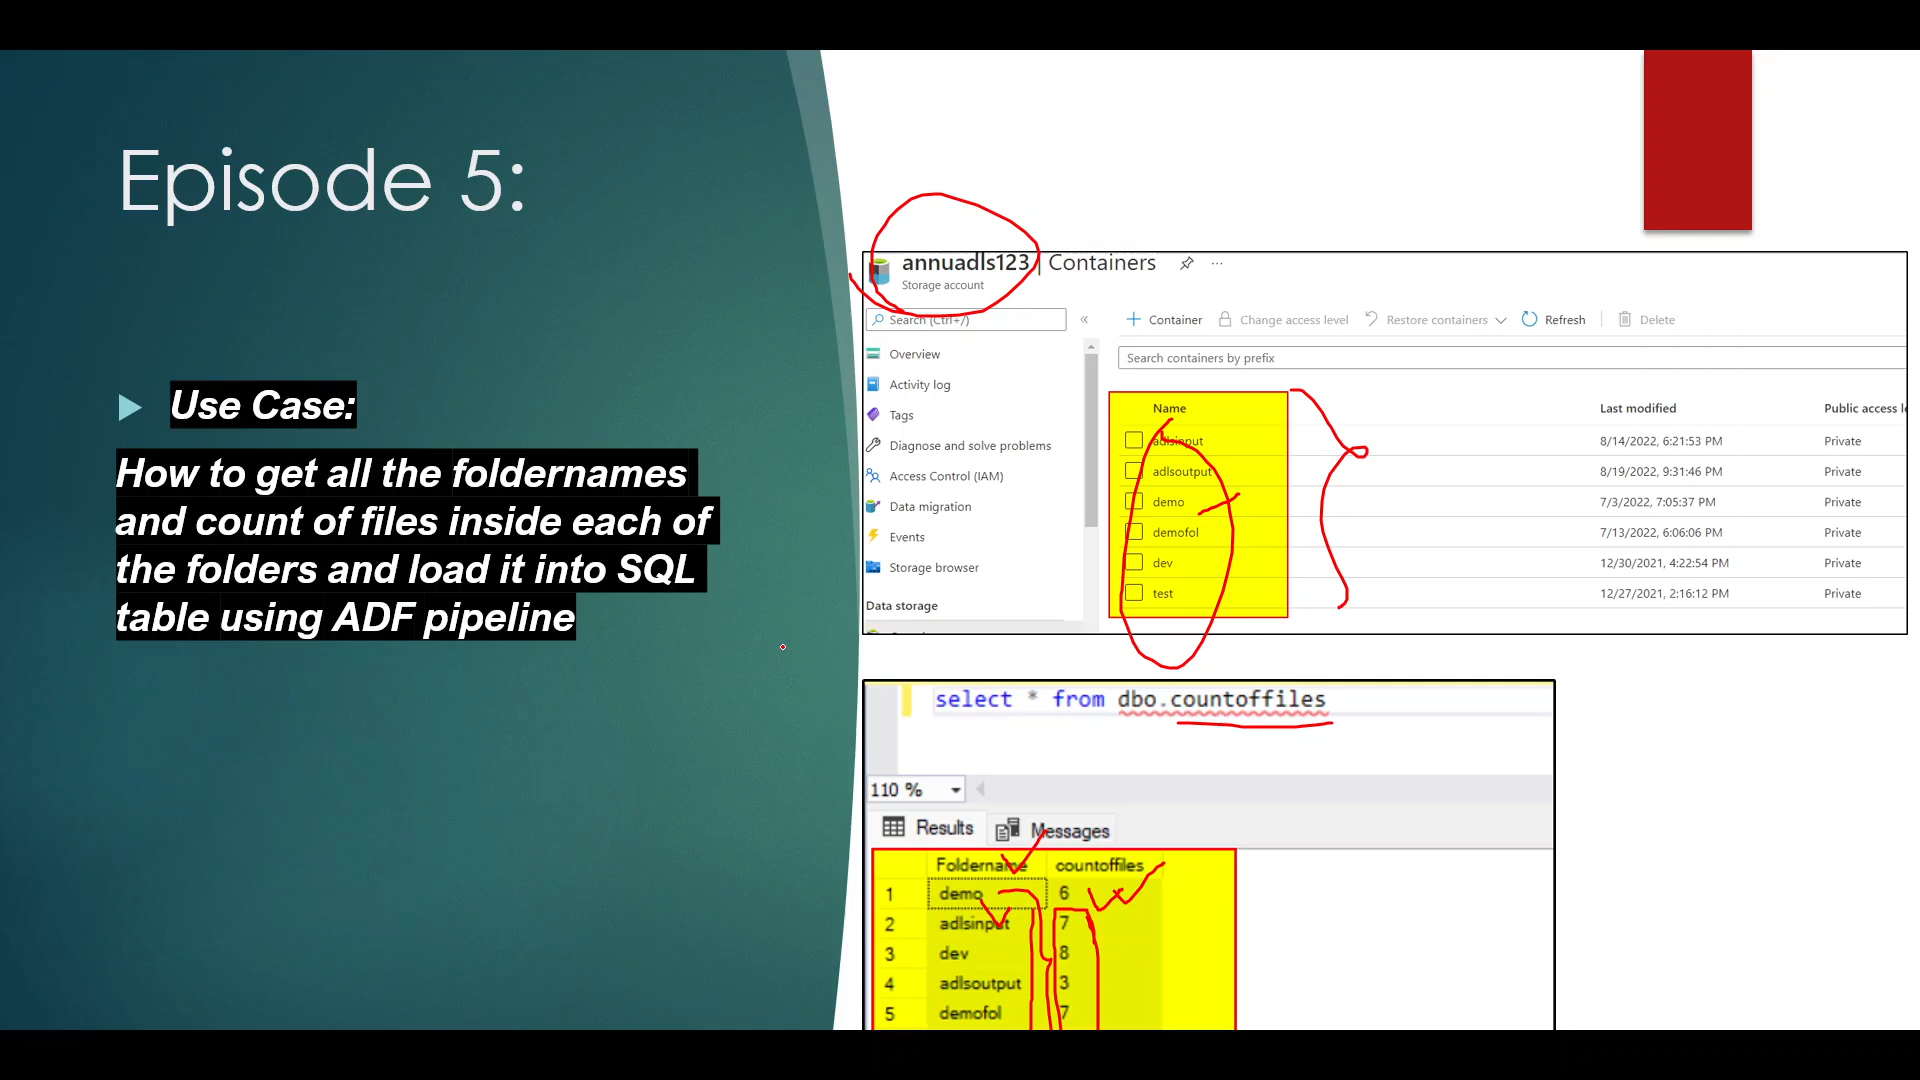 Episode 5:
Use Case:
How to get all the foldernames
and count of files inside each of
the folders and load it into SQL
table using ADF pipeline
annuadls123 | Containers
Storage account
Search (Ctrl+/)
Container
Change access level
Restore containers
Refresh
Delete
Overview
Activity log
Tags
Diagnose and solve problems
Access Control (IAM)
Data migration
Events
Storage browser
Data storage
Search containers by prefix
Name Last modified Public access
adlsinput 8/14/2022, 6:21:53 PM Private
adlsoutput 8/19/2022, 9:31:46 PM Private
demo 7/3/2022, 7:05:37 PM Private
demofol 7/13/2022, 6:06:06 PM Private
dev 12/30/2021, 4:22:54 PM Private
test 12/27/2021, 2:16:12 PM Private
select * from dbo.countoffiles
110 %
Results Messages
Foldername countoffiles
1 demo 6
2 adlsinput 7
3 dev 8
4 adlsoutput 3
5 demofol 7